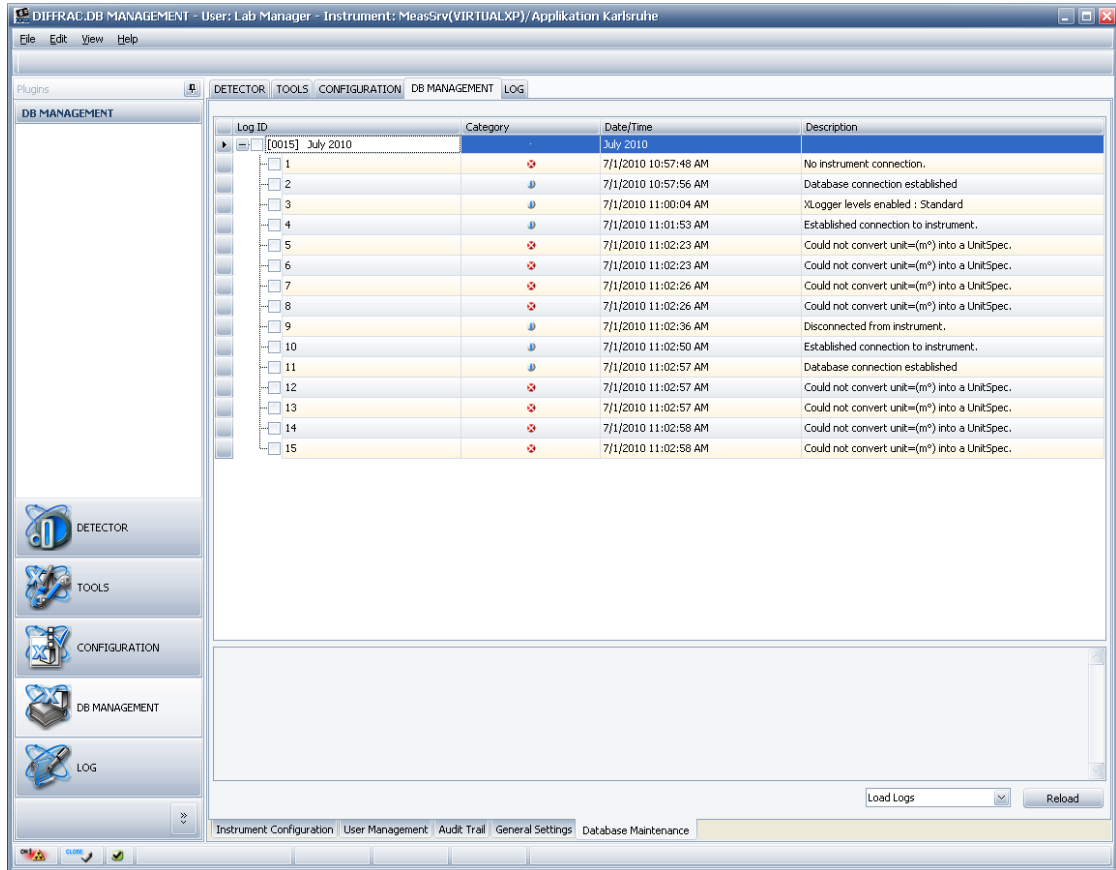 DIFFRAC.DB MANAGEMENT - User: Lab Manager - Instrument: MeasSrv(VIRTUALXP)/Applikation Karlsruhe
File Edit View Help
Plugins
DETECTOR TOOLS CONFIGURATION DB MANAGEMENT LOG
DB MANAGEMENT
Log ID Category Date/Time Description
[0015] July 2010 July 2010
1 7/1/2010 10:57:48 AM No instrument connection.
2 7/1/2010 10:57:56 AM Database connection established
3 7/1/2010 11:00:04 AM XLogger levels enabled : Standard
4 7/1/2010 11:01:53 AM Established connection to instrument.
5 7/1/2010 11:02:23 AM Could not convert unit=(m°) into a UnitSpec.
6 7/1/2010 11:02:23 AM Could not convert unit=(m°) into a UnitSpec.
7 7/1/2010 11:02:26 AM Could not convert unit=(m°) into a UnitSpec.
8 7/1/2010 11:02:26 AM Could not convert unit=(m°) into a UnitSpec.
9 7/1/2010 11:02:36 AM Disconnected from instrument.
10 7/1/2010 11:02:50 AM Established connection to instrument.
11 7/1/2010 11:02:57 AM Database connection established
12 7/1/2010 11:02:57 AM Could not convert unit=(m°) into a UnitSpec.
13 7/1/2010 11:02:57 AM Could not convert unit=(m°) into a UnitSpec.
14 7/1/2010 11:02:58 AM Could not convert unit=(m°) into a UnitSpec.
15 7/1/2010 11:02:58 AM Could not convert unit=(m°) into a UnitSpec.
DETECTOR
TOOLS
CONFIGURATION
DB MANAGEMENT
LOG
Load Logs Reload
Instrument Configuration User Management Audit Trail General Settings Database Maintenance
ON CLOSE